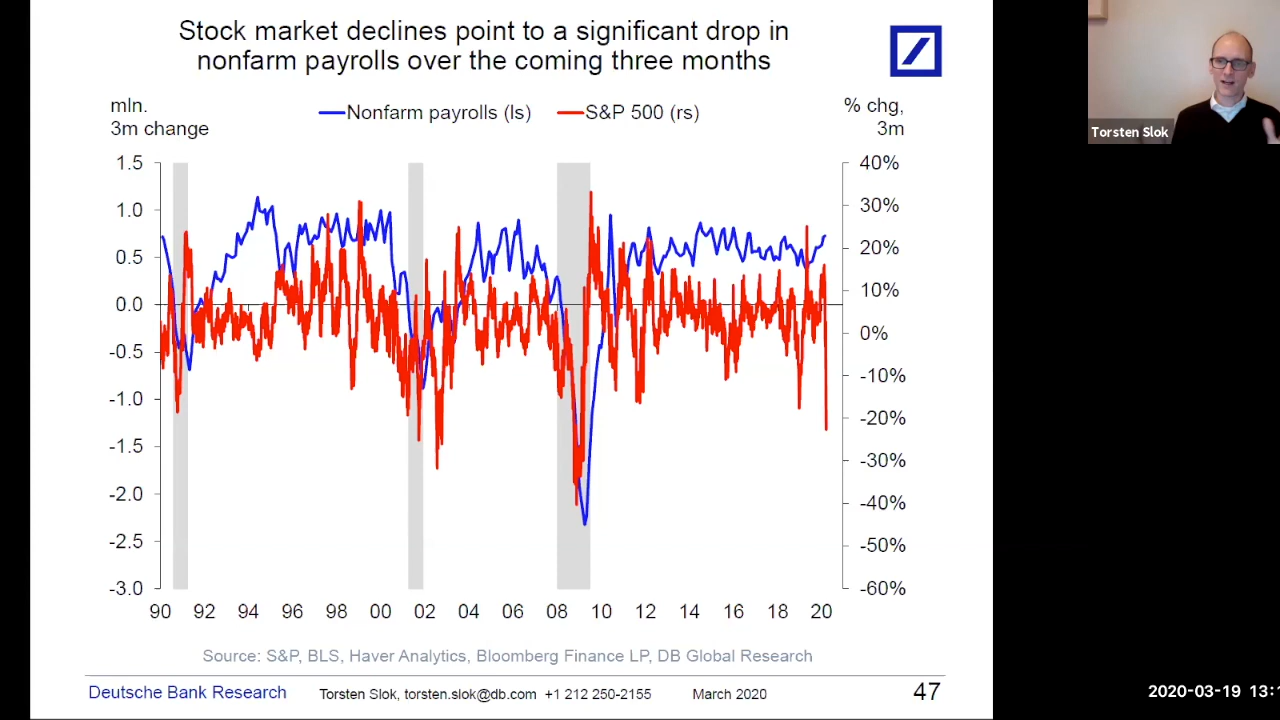 Stock market declines point to a significant drop in
nonfarm payrolls over the coming three months
mln.
3m change
Nonfarm payrolls (ls)
S&P 500 (rs)
% chg,
3m
1.5
1.0
0.5
0.0
-0.5
-1.0
-1.5
-2.0
-2.5
-3.0
40%
30%
20%
10%
0%
-10%
-20%
-30%
-40%
-50%
-60%
90 92 94 96 98 00 02 04 06 08 10 12 14 16 18 20
Source: S&P, BLS, Haver Analytics, Bloomberg Finance LP, DB Global Research
Deutsche Bank Research
Torsten Slok, torsten.slok@db.com +1 212 250-2155
March 2020
47
Torsten Slok
2020-03-19 13: